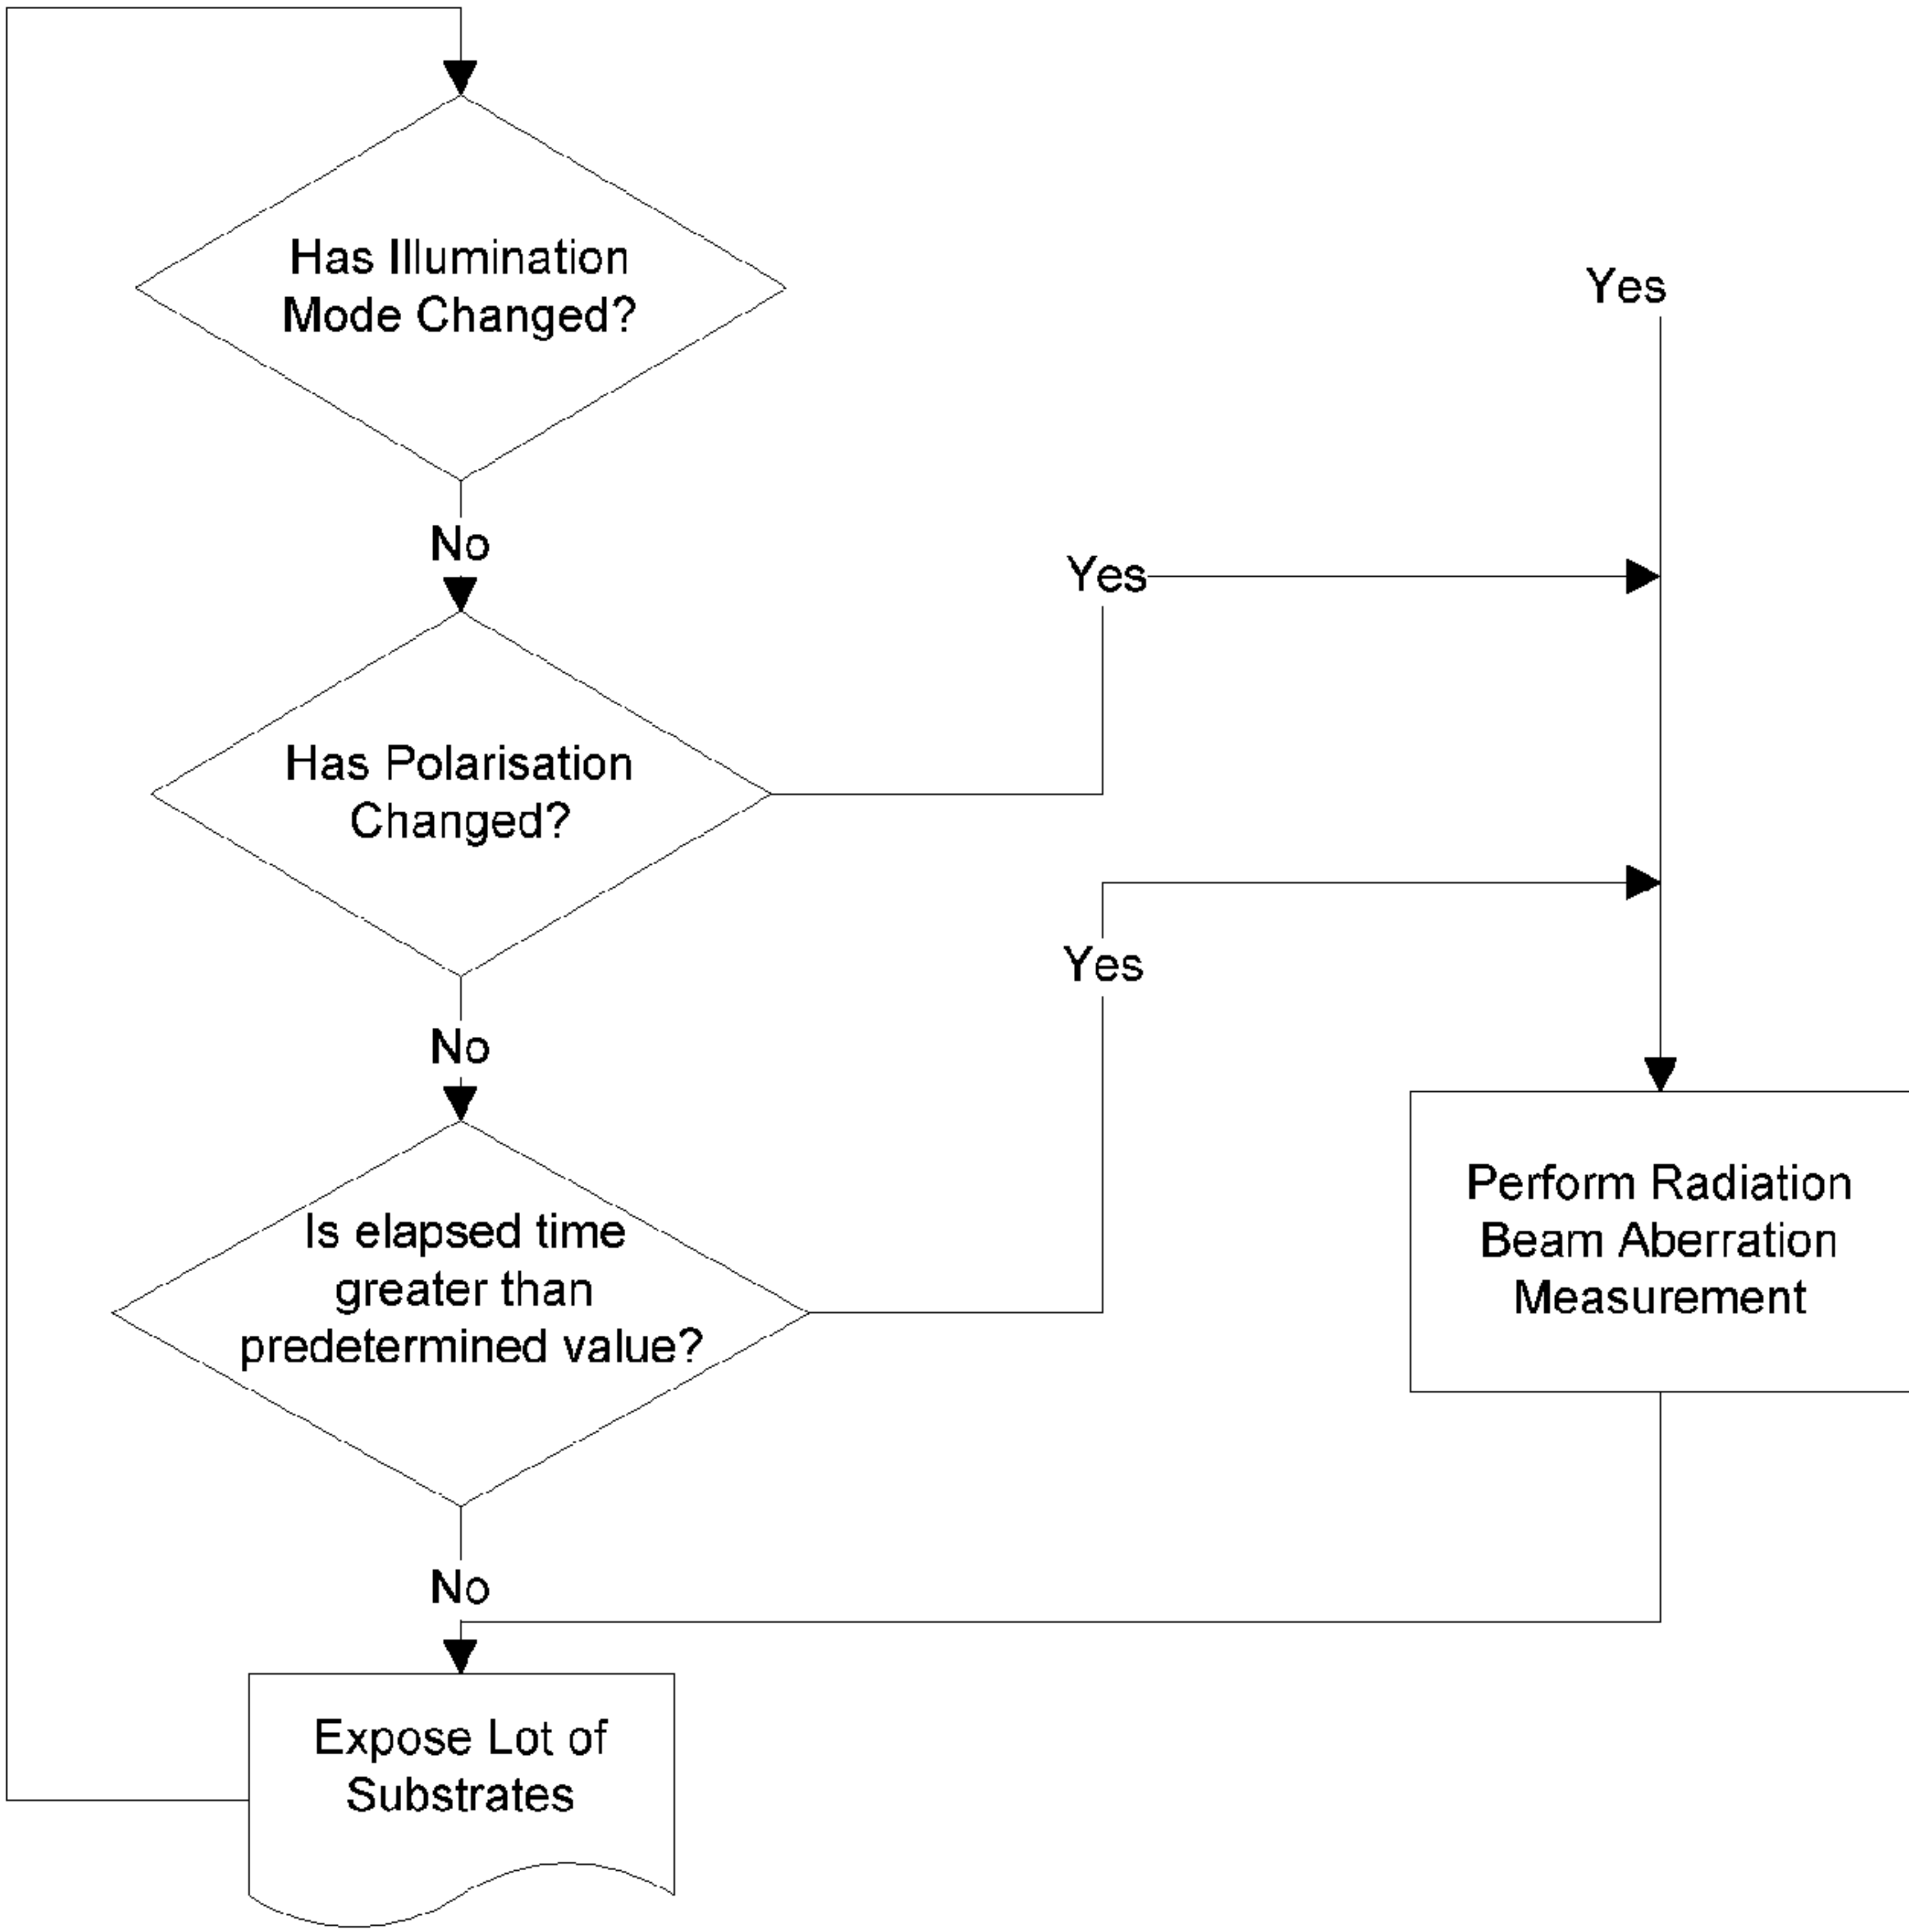 Has Illumination
Mode Changed?
Yes
No
Yes
Has Polarisation
Changed?
Yes
No
Is elapsed time
greater than
predetermined value?
Perform Radiation
Beam Aberration
Measurement
No
Expose Lot of
Substrates